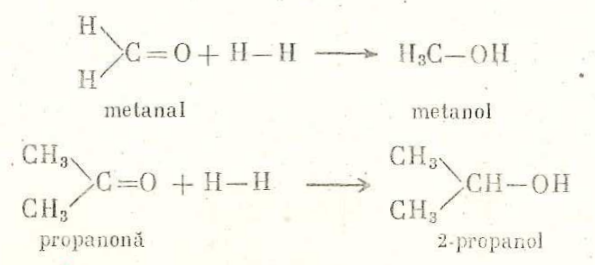 H
C=O + H—H ⟶ H₃C—OH
H
metanal metanol
CH₃ CH₃
C=O + H—H ⟶ CH—OH
CH₃ CH₃
propanonă 2-propanol